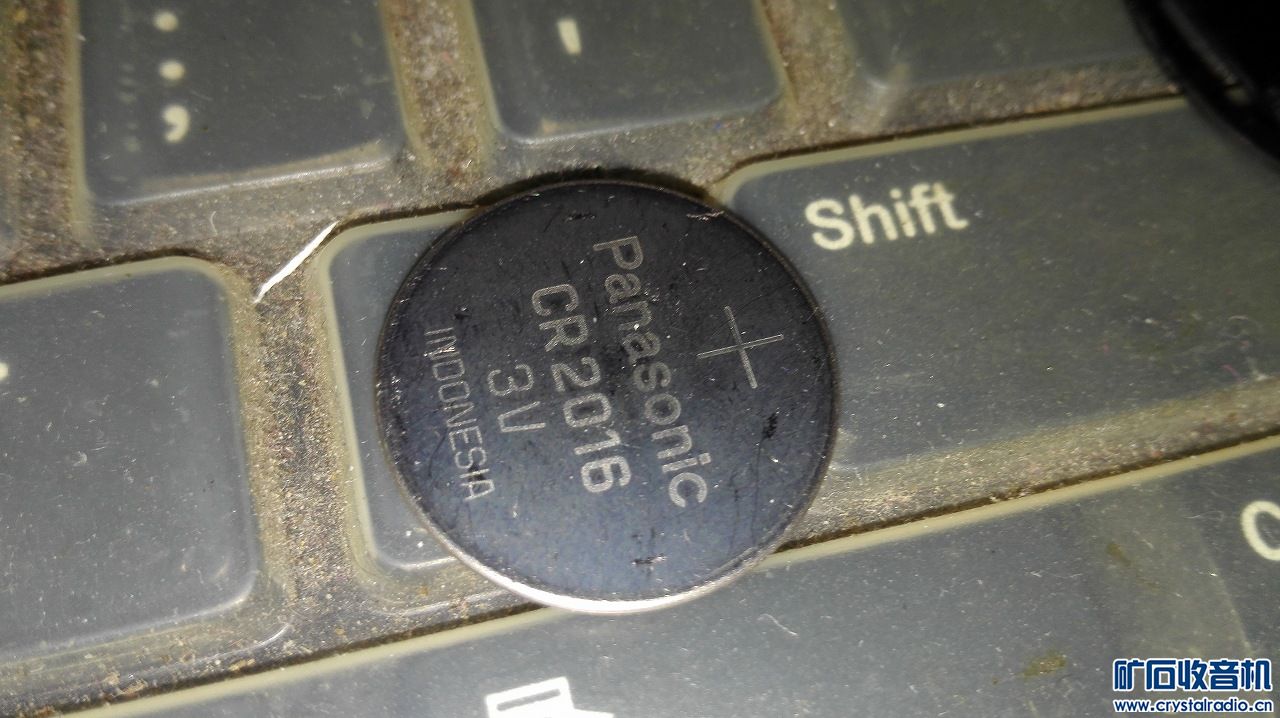 Shift
+
Panasonic
CR2016
3V
INDONESIA
矿石收音机
www.crystalradio.cn